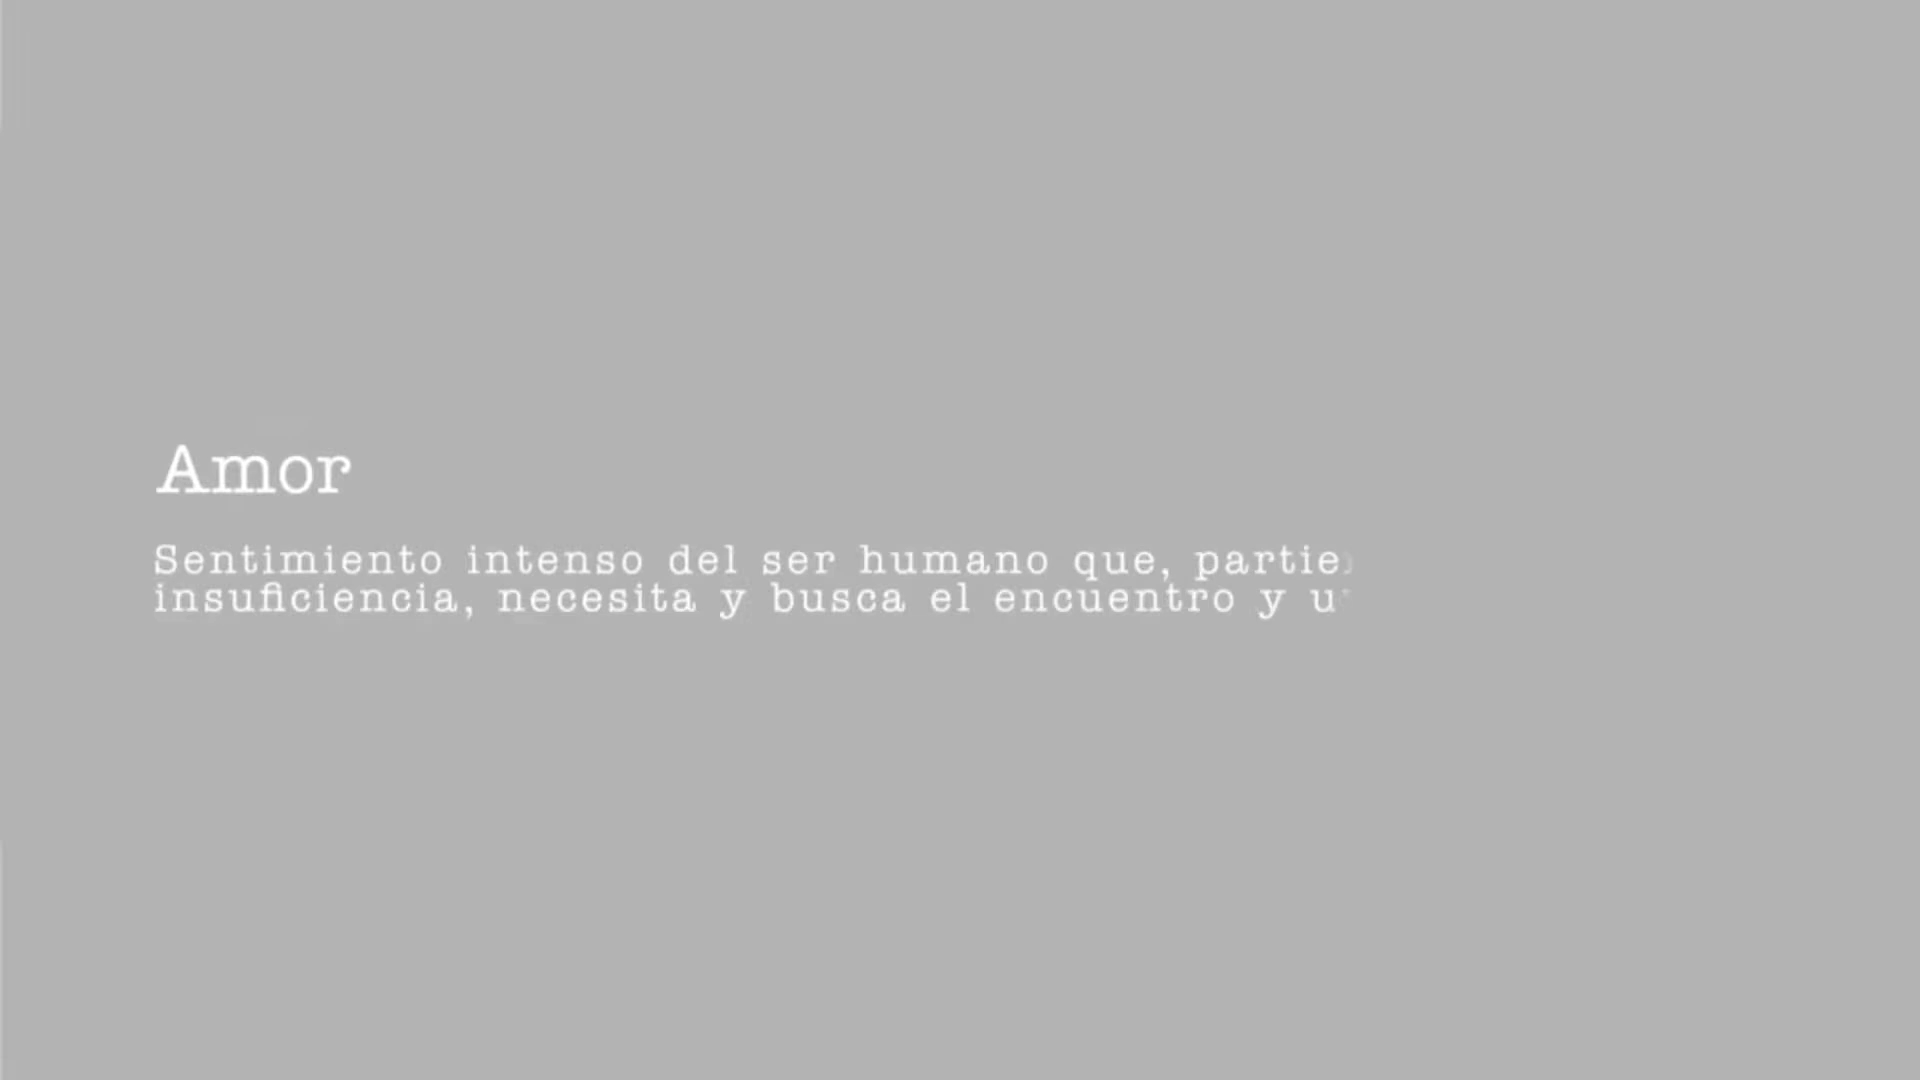 Amor
Sentimiento intenso del ser humano que,
insuficiencia, necesita y busca el encuentro y